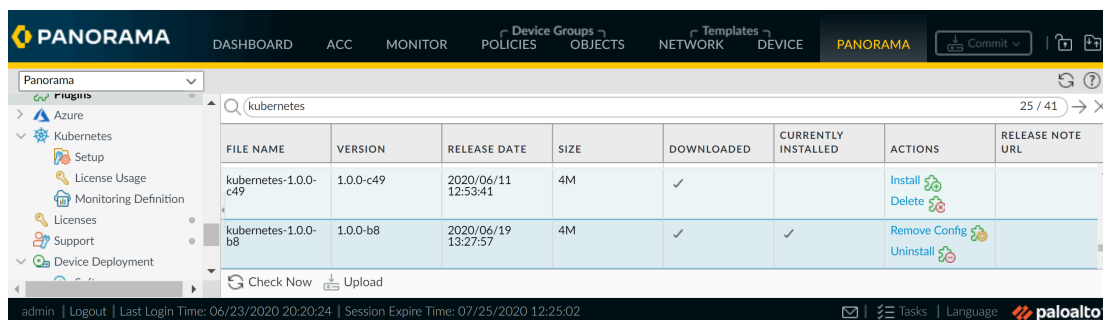 PANORAMA
DASHBOARD
ACC
MONITOR
Device Groups
POLICIES
OBJECTS
Templates
NETWORK
DEVICE
PANORAMA
Commit
Panorama
Plugins
Azure
Kubernetes
Setup
License Usage
Monitoring Definition
Licenses
Support
Device Deployment
kubernetes
25 / 41
FILE NAME
VERSION
RELEASE DATE
SIZE
DOWNLOADED
CURRENTLY
INSTALLED
ACTIONS
RELEASE NOTE
URL
kubernetes-1.0.0-
c49
1.0.0-c49
2020/06/11
12:53:41
4M
Install
Delete
kubernetes-1.0.0-
b8
1.0.0-b8
2020/06/19
13:27:57
4M
Remove Config
Uninstall
Check Now
Upload
admin | Logout | Last Login Time: 06/23/2020 20:20:24 | Session Expire Time: 07/25/2020 12:25:02
Tasks | Language
paloalto